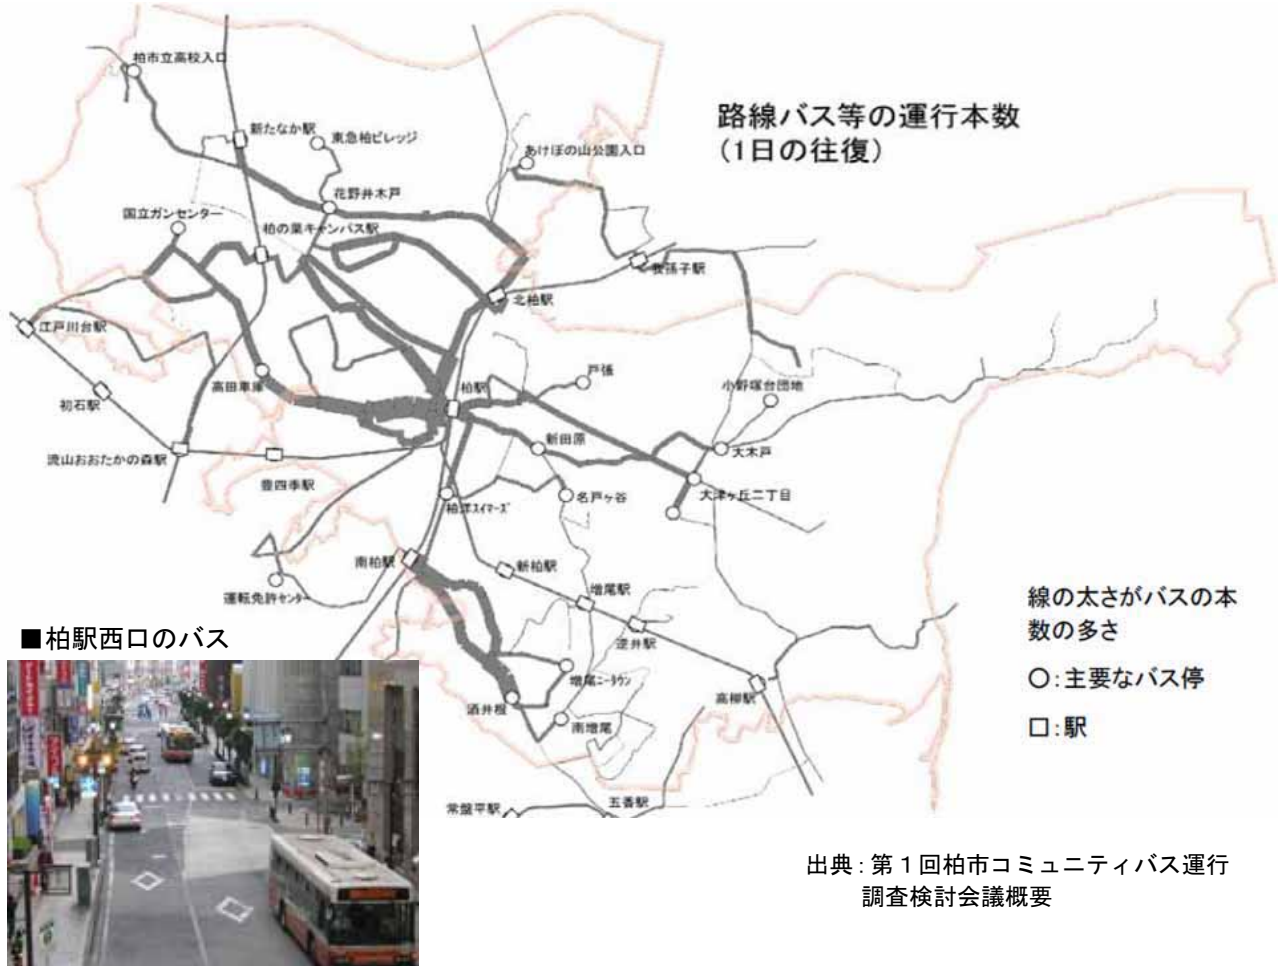 柏市立高校入口
新たなか駅
東急柏ビレッジ
路線バス等の運行本数
(1日の往復)
あけぼの山公園入口
花野井木戸
国立ガンセンター
柏の葉キャンパス駅
我孫子駅
北柏駅
江戸川台駅
戸張
高田車庫
柏駅
小野塚台団地
初石駅
新田原
大木戸
流山おおたかの森駅
豊四季駅
大津ヶ丘二丁目
名戸ヶ谷
柏洋スイマーズ
南柏駅
新柏駅
運転免許センター
増尾駅
線の太さがバスの本
数の多さ
■柏駅西口のバス
逆井駅
○:主要なバス停
増尾ニータウン
高柳駅
酒井根
南増尾
□:駅
常盤平駅
五香駅
出典:第1回柏市コミュニティバス運行
調査検討会議概要